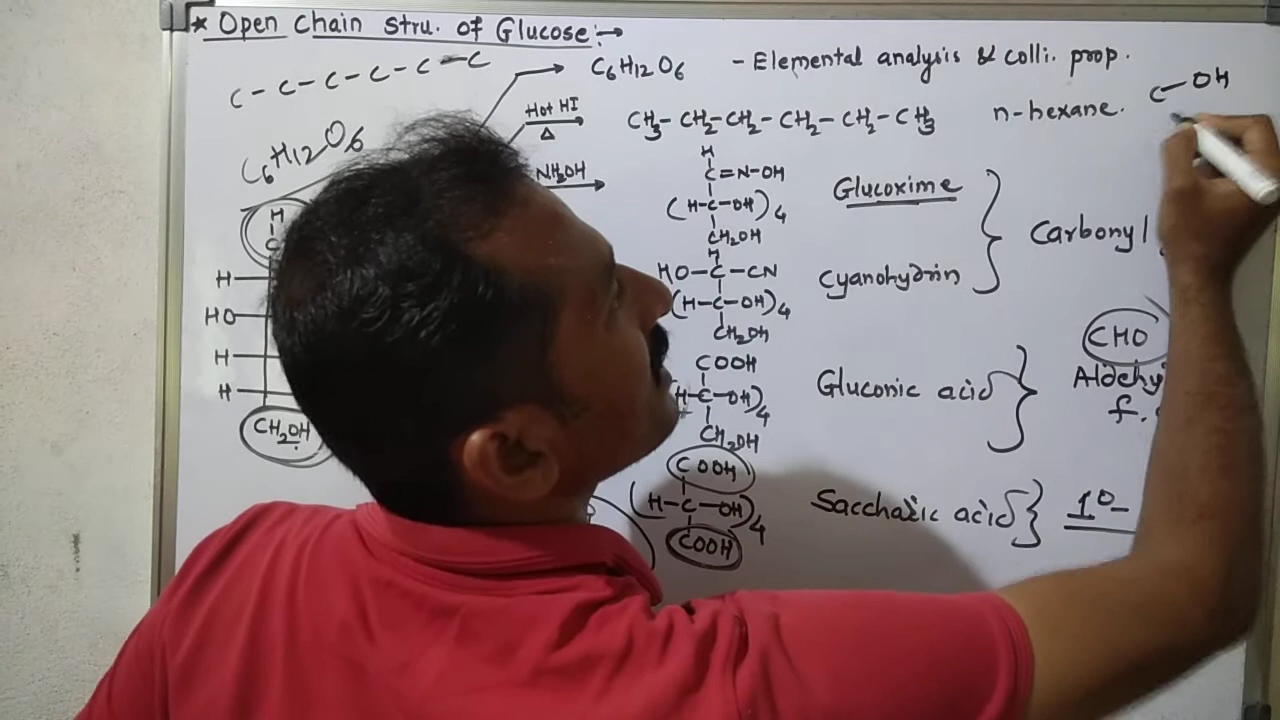 * Open Chain Stru. of Glucose:→
C - C - C - C - C - C
C6H12O6 - Elemental analysis & colli. prop.
C - OH
Hot HI
Δ
CH3 - CH2 - CH2 - CH2 - CH2 - CH3 n-hexane.
C6H12O6
NH2OH
H
C=N-OH
(H-C-OH)4
CH2OH
Glucoxime
Carbonyl
H
HO-C-CN
(H-C-OH)4
CH2OH
Cyanohydrin
H
C
H
HO
H
H
CH2OH
COOH
H-C-OH)4
CH2OH
Gluconic acid
CHO
Aldehy
f.
COOH
(H-C-OH)4
COOH
Saccharic acid
1°-